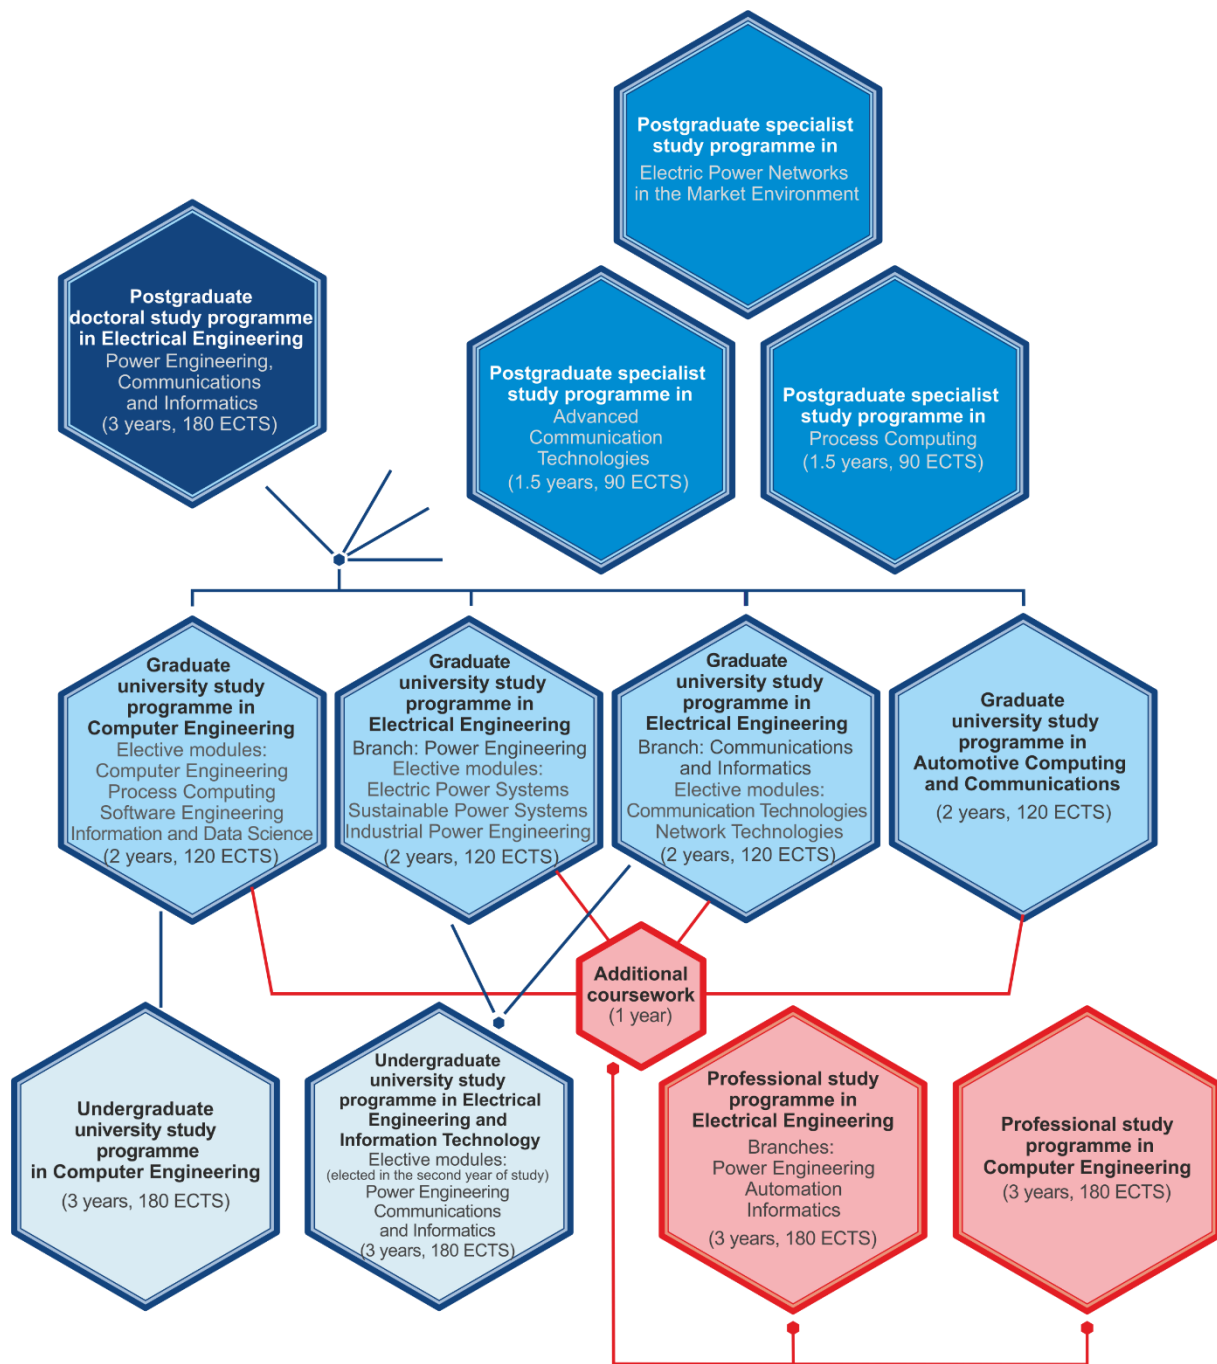 Postgraduate specialist
study programme in
Electric Power Networks
in the Market Environment
Postgraduate
doctoral study programme
in Electrical Engineering
Power Engineering,
Communications
and Informatics
(3 years, 180 ECTS)
Postgraduate specialist
study programme in
Advanced
Communication
Technologies
(1.5 years, 90 ECTS)
Postgraduate specialist
study programme in
Process Computing
(1.5 years, 90 ECTS)
Graduate
university study
programme in
Computer Engineering
Elective modules:
Computer Engineering
Process Computing
Software Engineering
Information and Data Science
(2 years, 120 ECTS)
Graduate
university study
programme in
Electrical Engineering
Branch: Power Engineering
Elective modules:
Electric Power Systems
Sustainable Power Systems
Industrial Power Engineering
(2 years, 120 ECTS)
Graduate
university study
programme in
Electrical Engineering
Branch: Communications
and Informatics
Elective modules:
Communication Technologies
Network Technologies
(2 years, 120 ECTS)
Graduate
university study
programme in
Automotive Computing
and Communications
(2 years, 120 ECTS)
Additional
coursework
(1 year)
Undergraduate
university study
programme
in Computer Engineering
(3 years, 180 ECTS)
Undergraduate
university study
programme in Electrical
Engineering and
Information Technology
Elective modules:
(elected in the second year of study)
Power Engineering
Communications
and Informatics
(3 years, 180 ECTS)
Professional study
programme in
Electrical Engineering
Branches:
Power Engineering
Automation
Informatics
(3 years, 180 ECTS)
Professional study
programme in
Computer Engineering
(3 years, 180 ECTS)